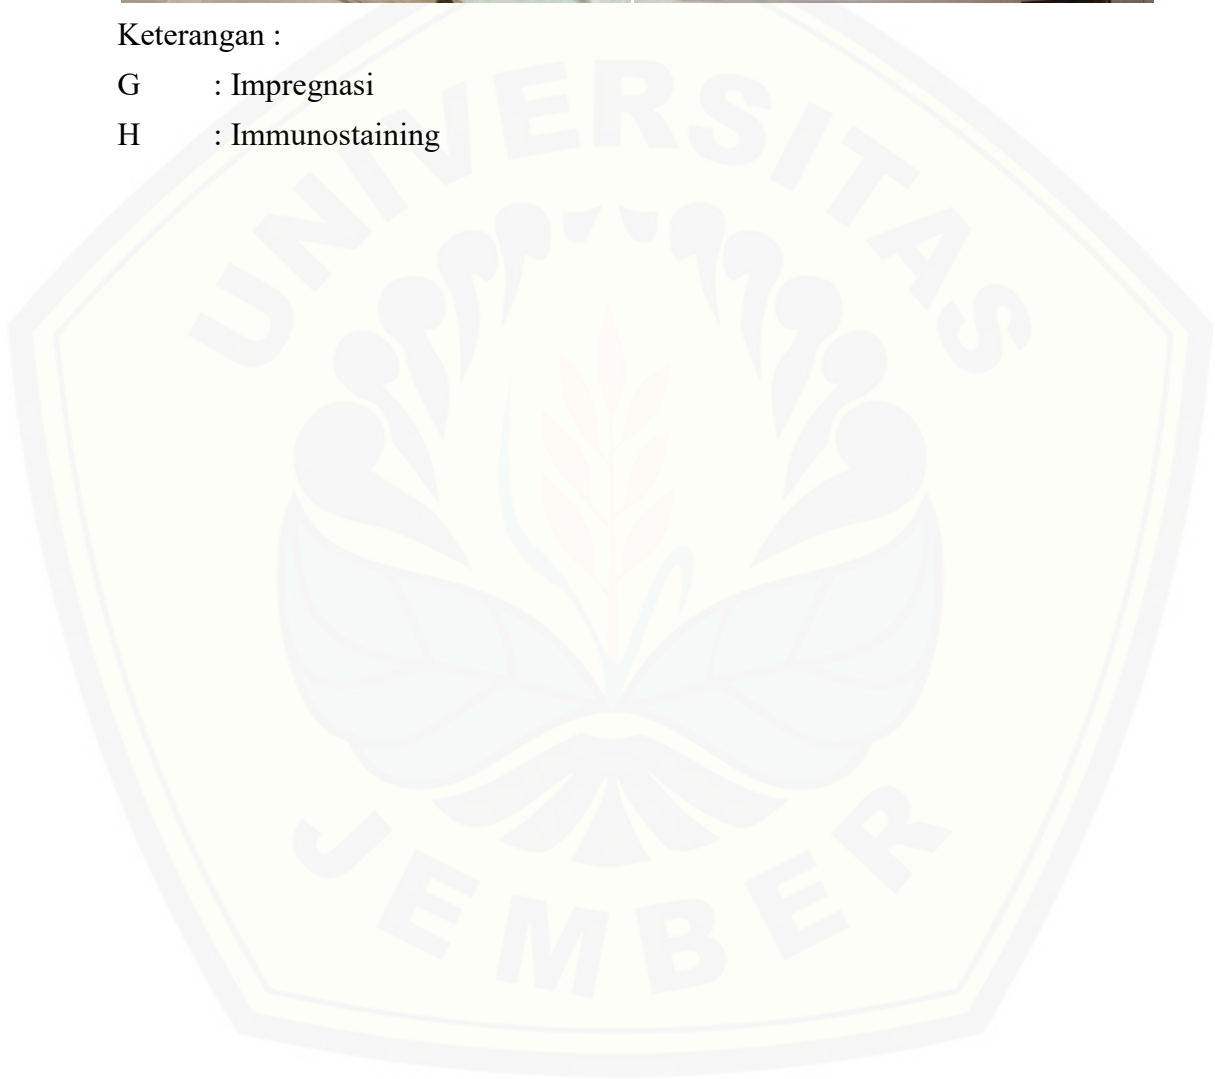 Keterangan :
G : Impregnasi
H : Immunostaining
UNIVERSITAS
JEMBER